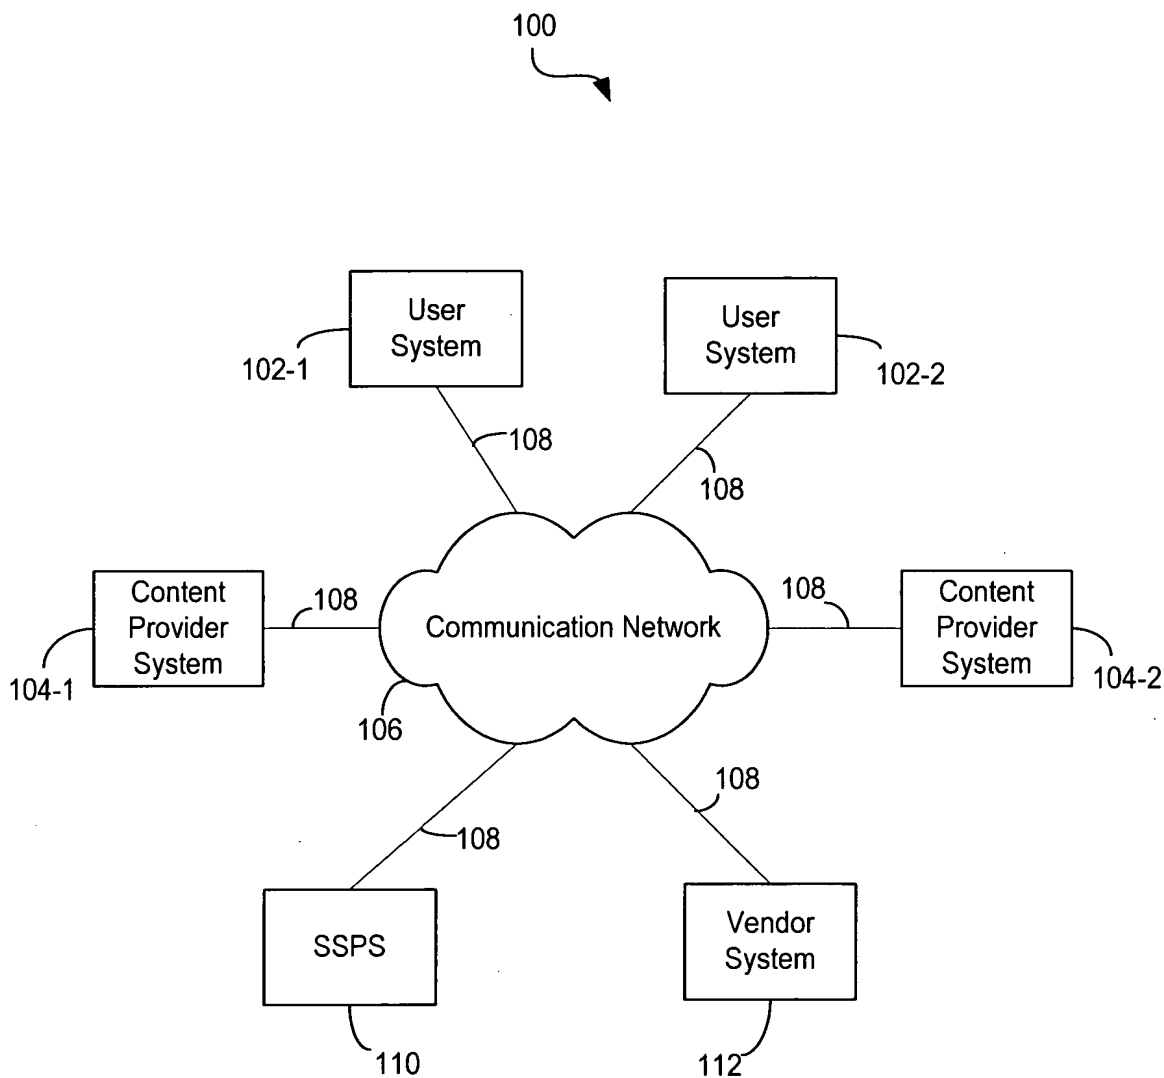 100
User
System
User
System
102-1
102-2
108
108
Content
Provider
System
108
Communication Network
108
Content
Provider
System
104-1
104-2
106
108
108
SSPS
Vendor
System
110
112